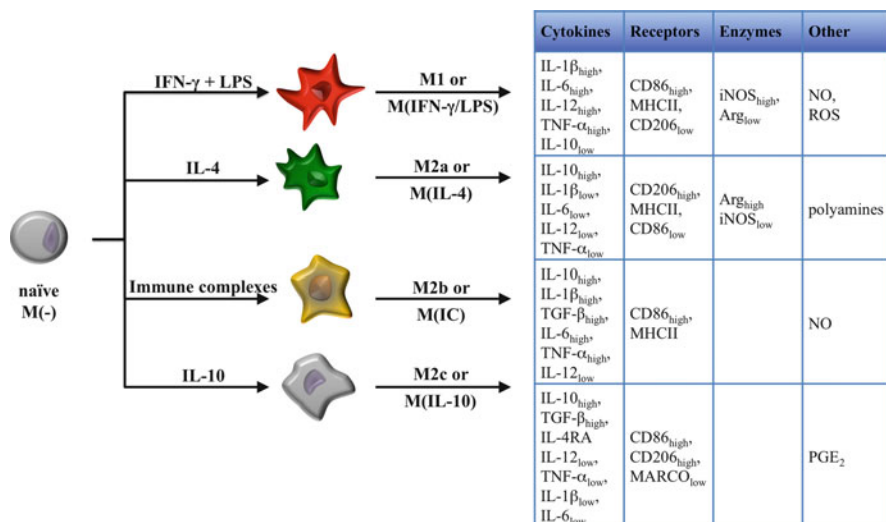 Cytokines Receptors Enzymes Other
IFN-γ + LPS
M1 or
M(IFN-γ/LPS)
IL-1βhigh,
IL-6high,
IL-12high,
TNF-αhigh,
IL-10low
CD86high,
MHCII,
CD206low
iNOShigh,
Arglow
NO,
ROS
IL-4
M2a or
M(IL-4)
IL-10high,
IL-1βlow,
IL-6low,
IL-12low,
TNF-αlow
CD206high,
MHCII,
CD86low
Arghigh
iNOSlow
polyamines
naïve
M(-)
Immune complexes
M2b or
M(IC)
IL-10high,
IL-1βhigh,
TGF-βhigh,
IL-6high,
TNF-αhigh,
IL-12low
CD86high,
MHCII
NO
IL-10
M2c or
M(IL-10)
IL-10high,
TGF-βhigh,
IL-4RA
IL-12low,
TNF-αlow,
IL-1βlow,
IL-6low
CD86high,
CD206high,
MARCOlow
PGE2